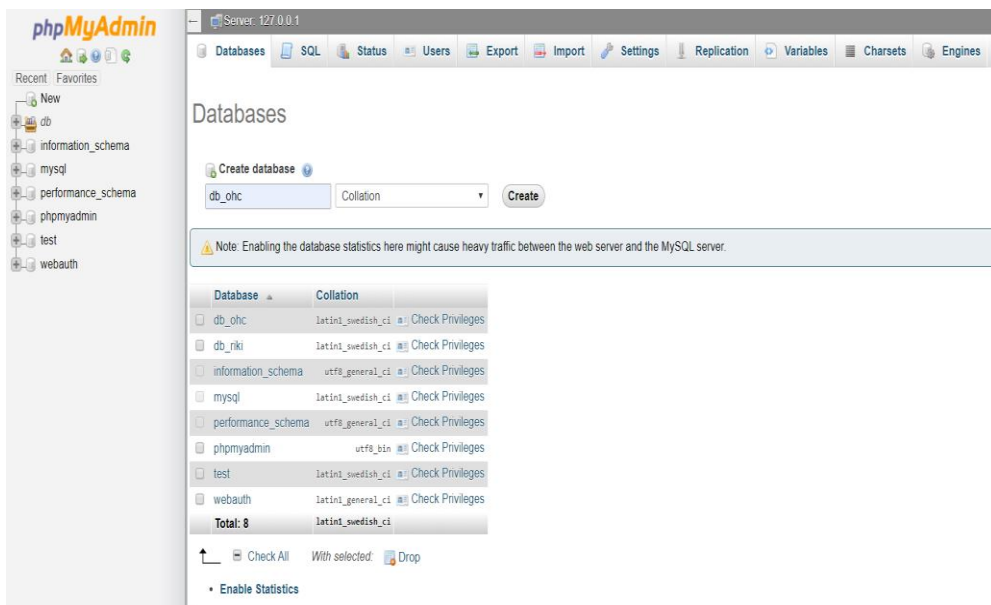 phpMyAdmin
Recent Favorites
New
db
information_schema
mysql
performance_schema
phpmyadmin
test
webauth
Server: 127.0.0.1
Databases SQL Status Users Export Import Settings Replication Variables Charsets Engines
Databases
Create database
db_ohc Collation Create
Note: Enabling the database statistics here might cause heavy traffic between the web server and the MySQL server.
Database Collation
db_ohc latin1_swedish_ci Check Privileges
db_riki latin1_swedish_ci Check Privileges
information_schema utf8_general_ci Check Privileges
mysql latin1_swedish_ci Check Privileges
performance_schema utf8_general_ci Check Privileges
phpmyadmin utf8_bin Check Privileges
test latin1_swedish_ci Check Privileges
webauth latin1_general_ci Check Privileges
Total: 8 latin1_swedish_ci
Check All With selected: Drop
• Enable Statistics